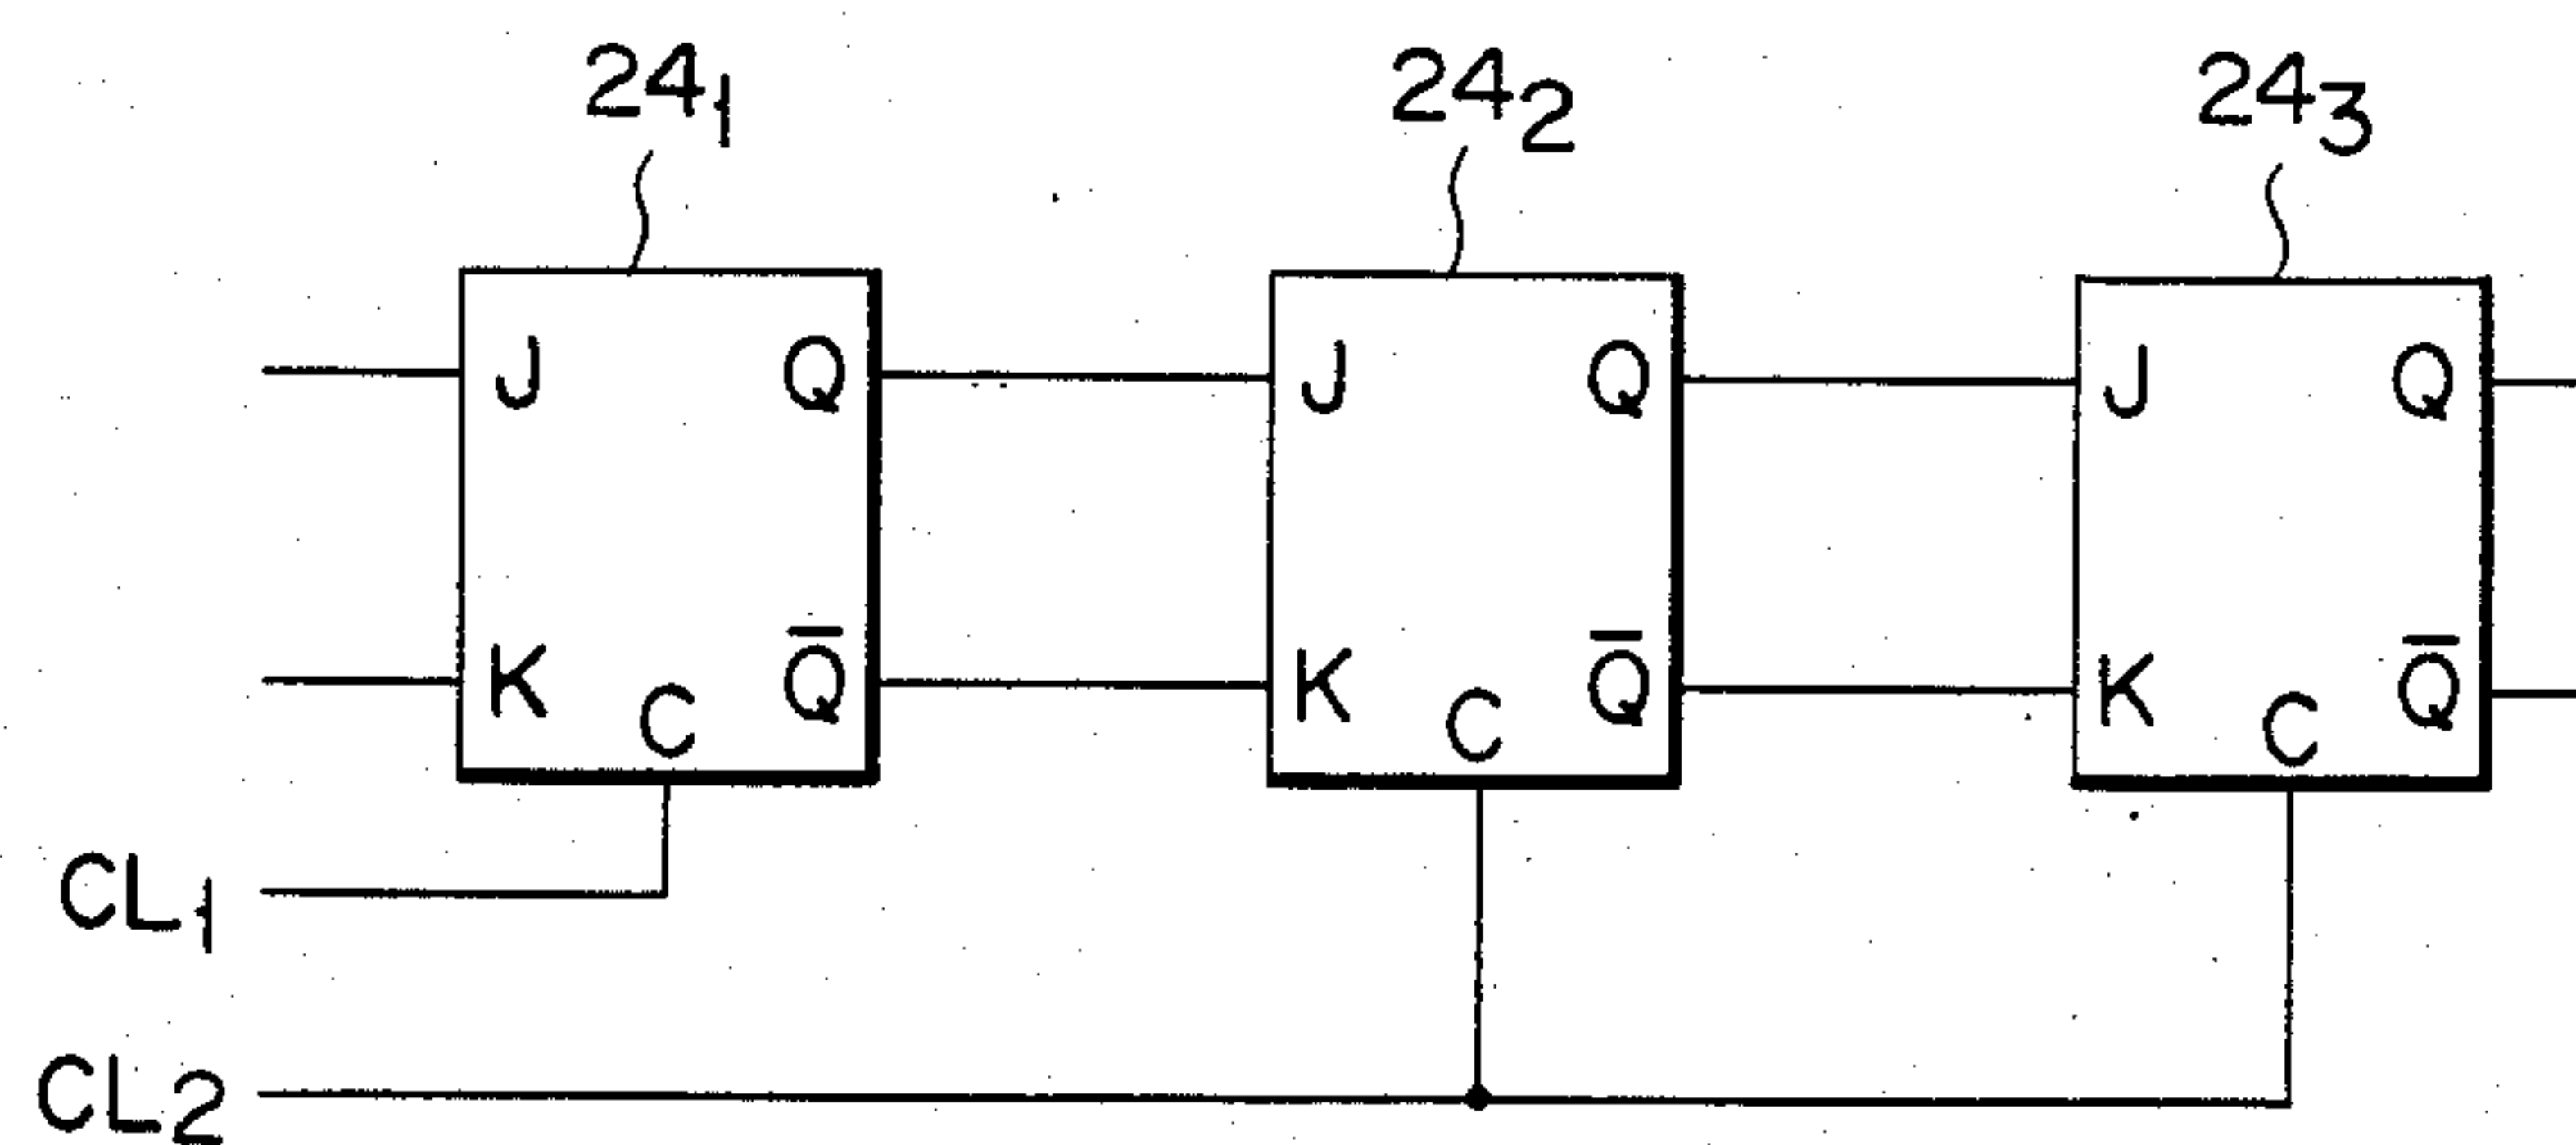 24₁ 24₂ 24₃
J Q J Q J Q
K C Q̅ K C Q̅ K C Q̅
CL₁
CL₂